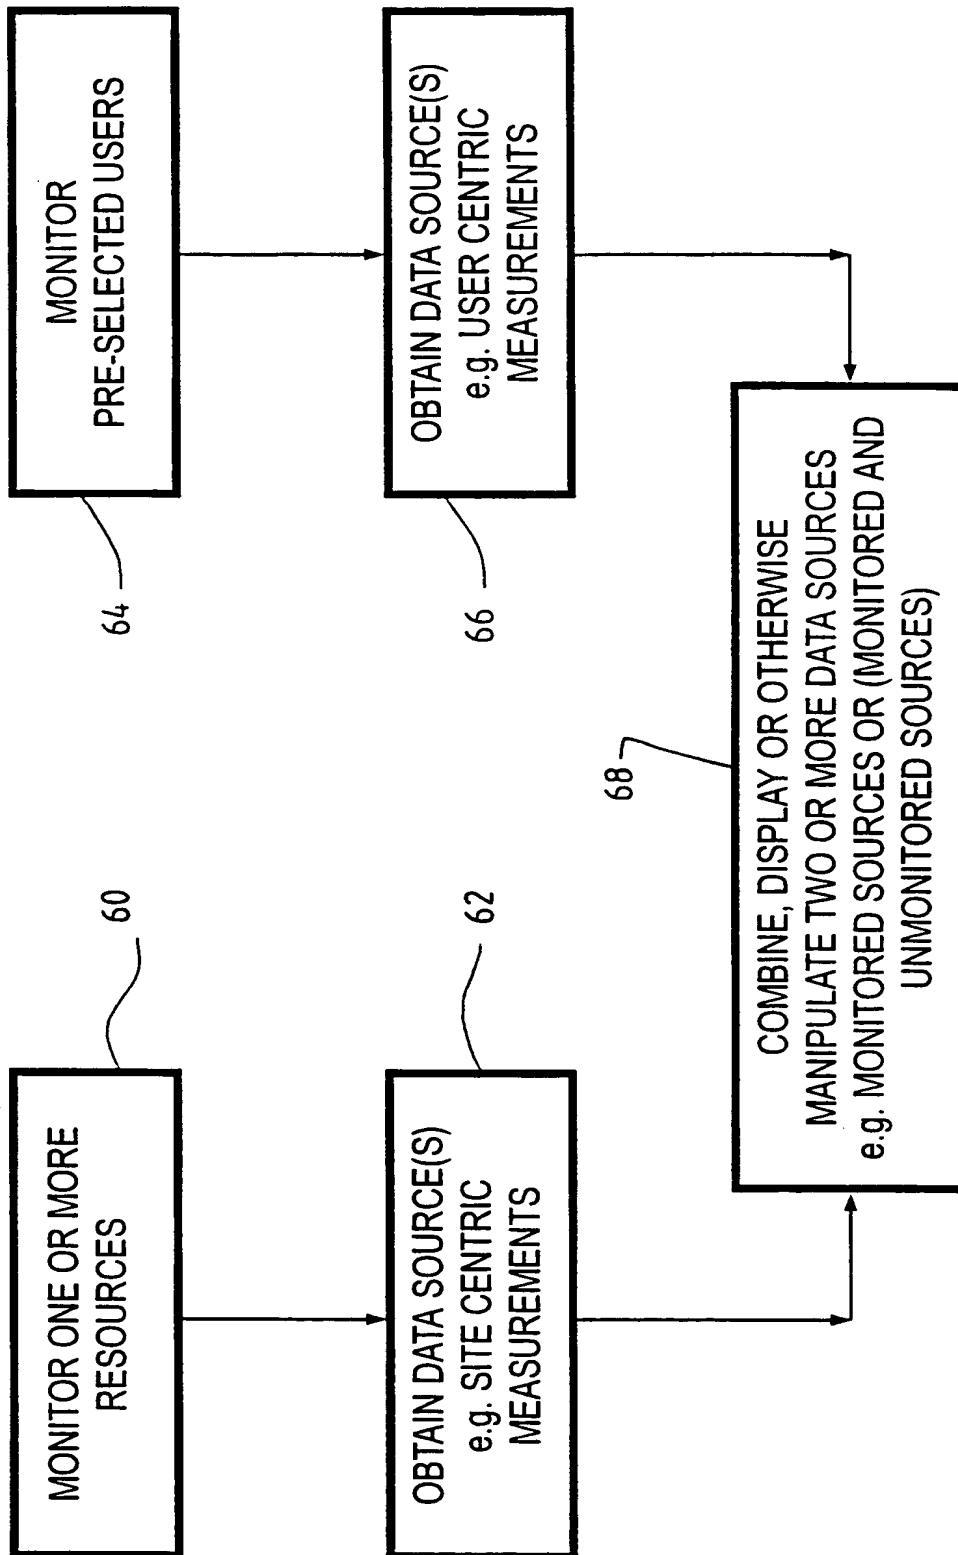 MONITOR ONE OR MORE
RESOURCES
60
OBTAIN DATA SOURCE(S)
e.g. SITE CENTRIC
MEASUREMENTS
62
MONITOR
PRE-SELECTED USERS
64
OBTAIN DATA SOURCE(S)
e.g. USER CENTRIC
MEASUREMENTS
66
68
COMBINE, DISPLAY OR OTHERWISE
MANIPULATE TWO OR MORE DATA SOURCES
e.g. MONITORED SOURCES OR (MONITORED AND
UNMONITORED SOURCES)